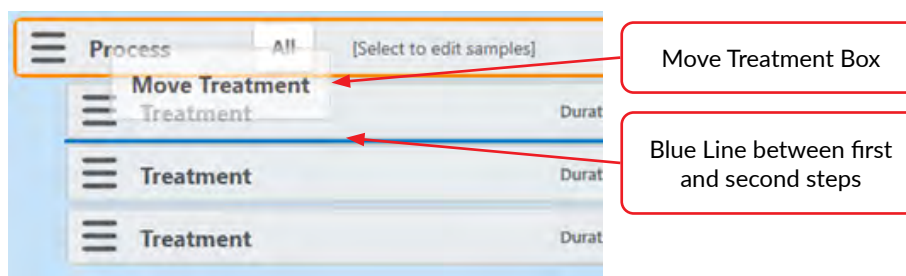 Process All [Select to edit samples]
Move Treatment
Treatment Durat
Treatment Durat
Treatment Durat
Move Treatment Box
Blue Line between first
and second steps